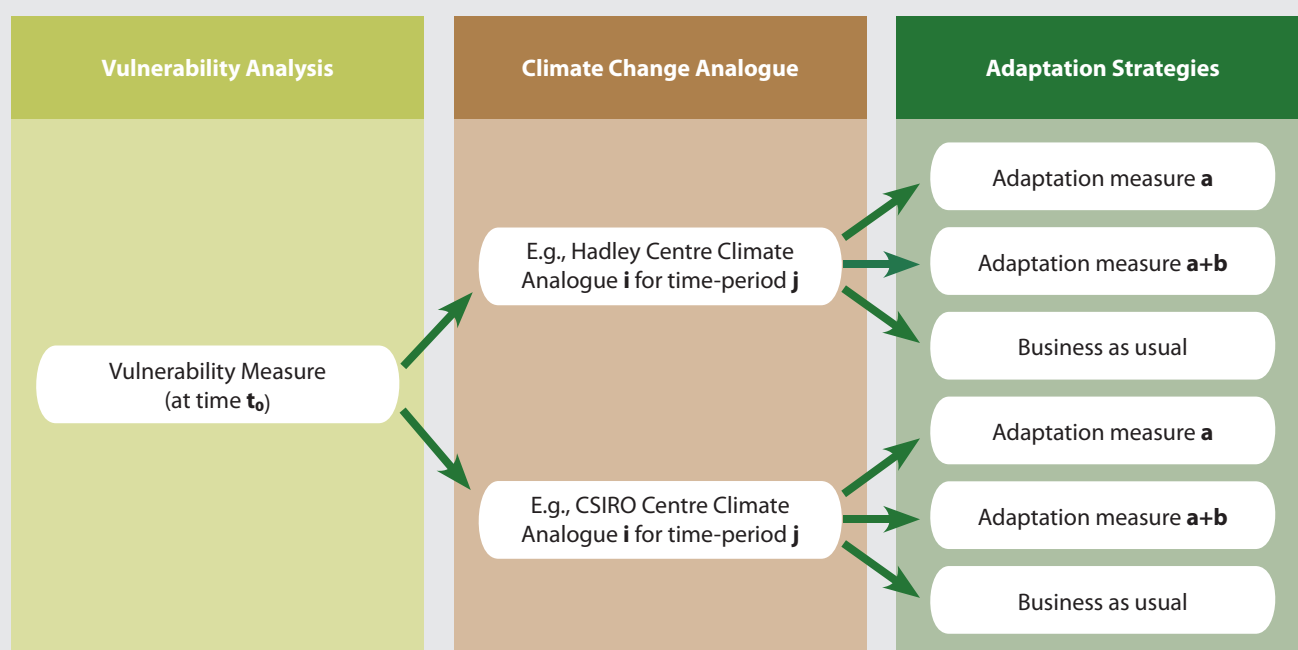 Vulnerability Analysis
Climate Change Analogue
Adaptation Strategies
Vulnerability Measure
(at time t₀)
E.g., Hadley Centre Climate
Analogue i for time-period j
E.g., CSIRO Centre Climate
Analogue i for time-period j
Adaptation measure a
Adaptation measure a+b
Business as usual
Adaptation measure a
Adaptation measure a+b
Business as usual